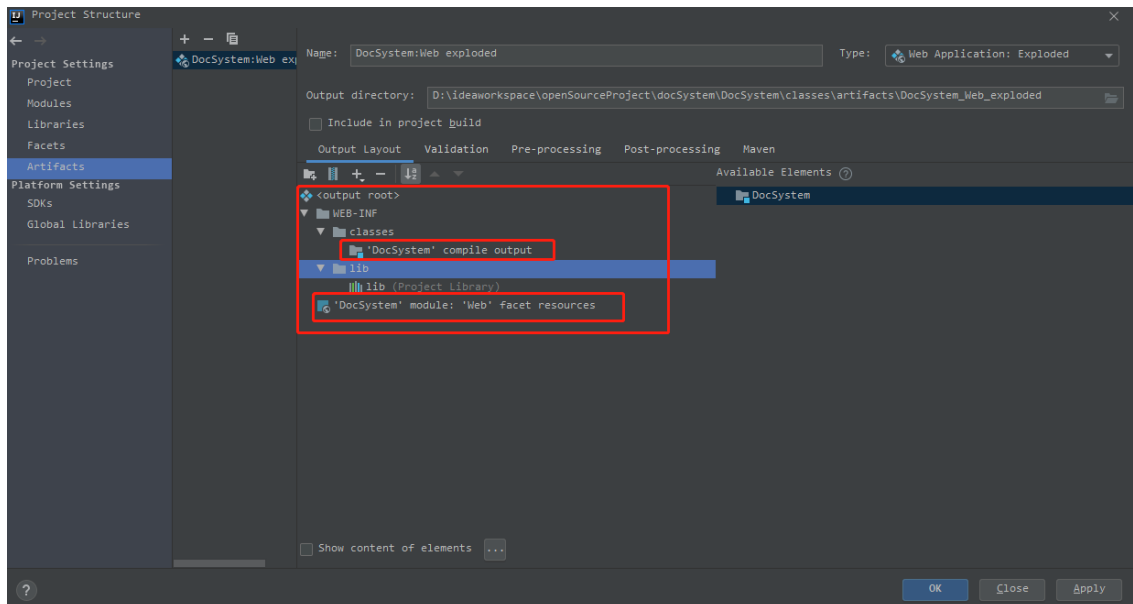 Project Structure
Project Settings
Project
Modules
Libraries
Facets
Artifacts
Platform Settings
SDKs
Global Libraries
Problems
DocSystem:Web ex
Name: DocSystem:Web exploded
Type: Web Application: Exploded
Output directory: D:\ideaworkspace\openSourceProject\docSystem\DocSystem\classes\artifacts\DocSystem_Web_exploded
Include in project build
Output Layout Validation Pre-processing Post-processing Maven
Available Elements ?
<output root>
WEB-INF
classes
'DocSystem' compile output
lib
lib (Project Library)
'DocSystem' module: 'Web' facet resources
DocSystem
Show content of elements ...
? OK Close Apply